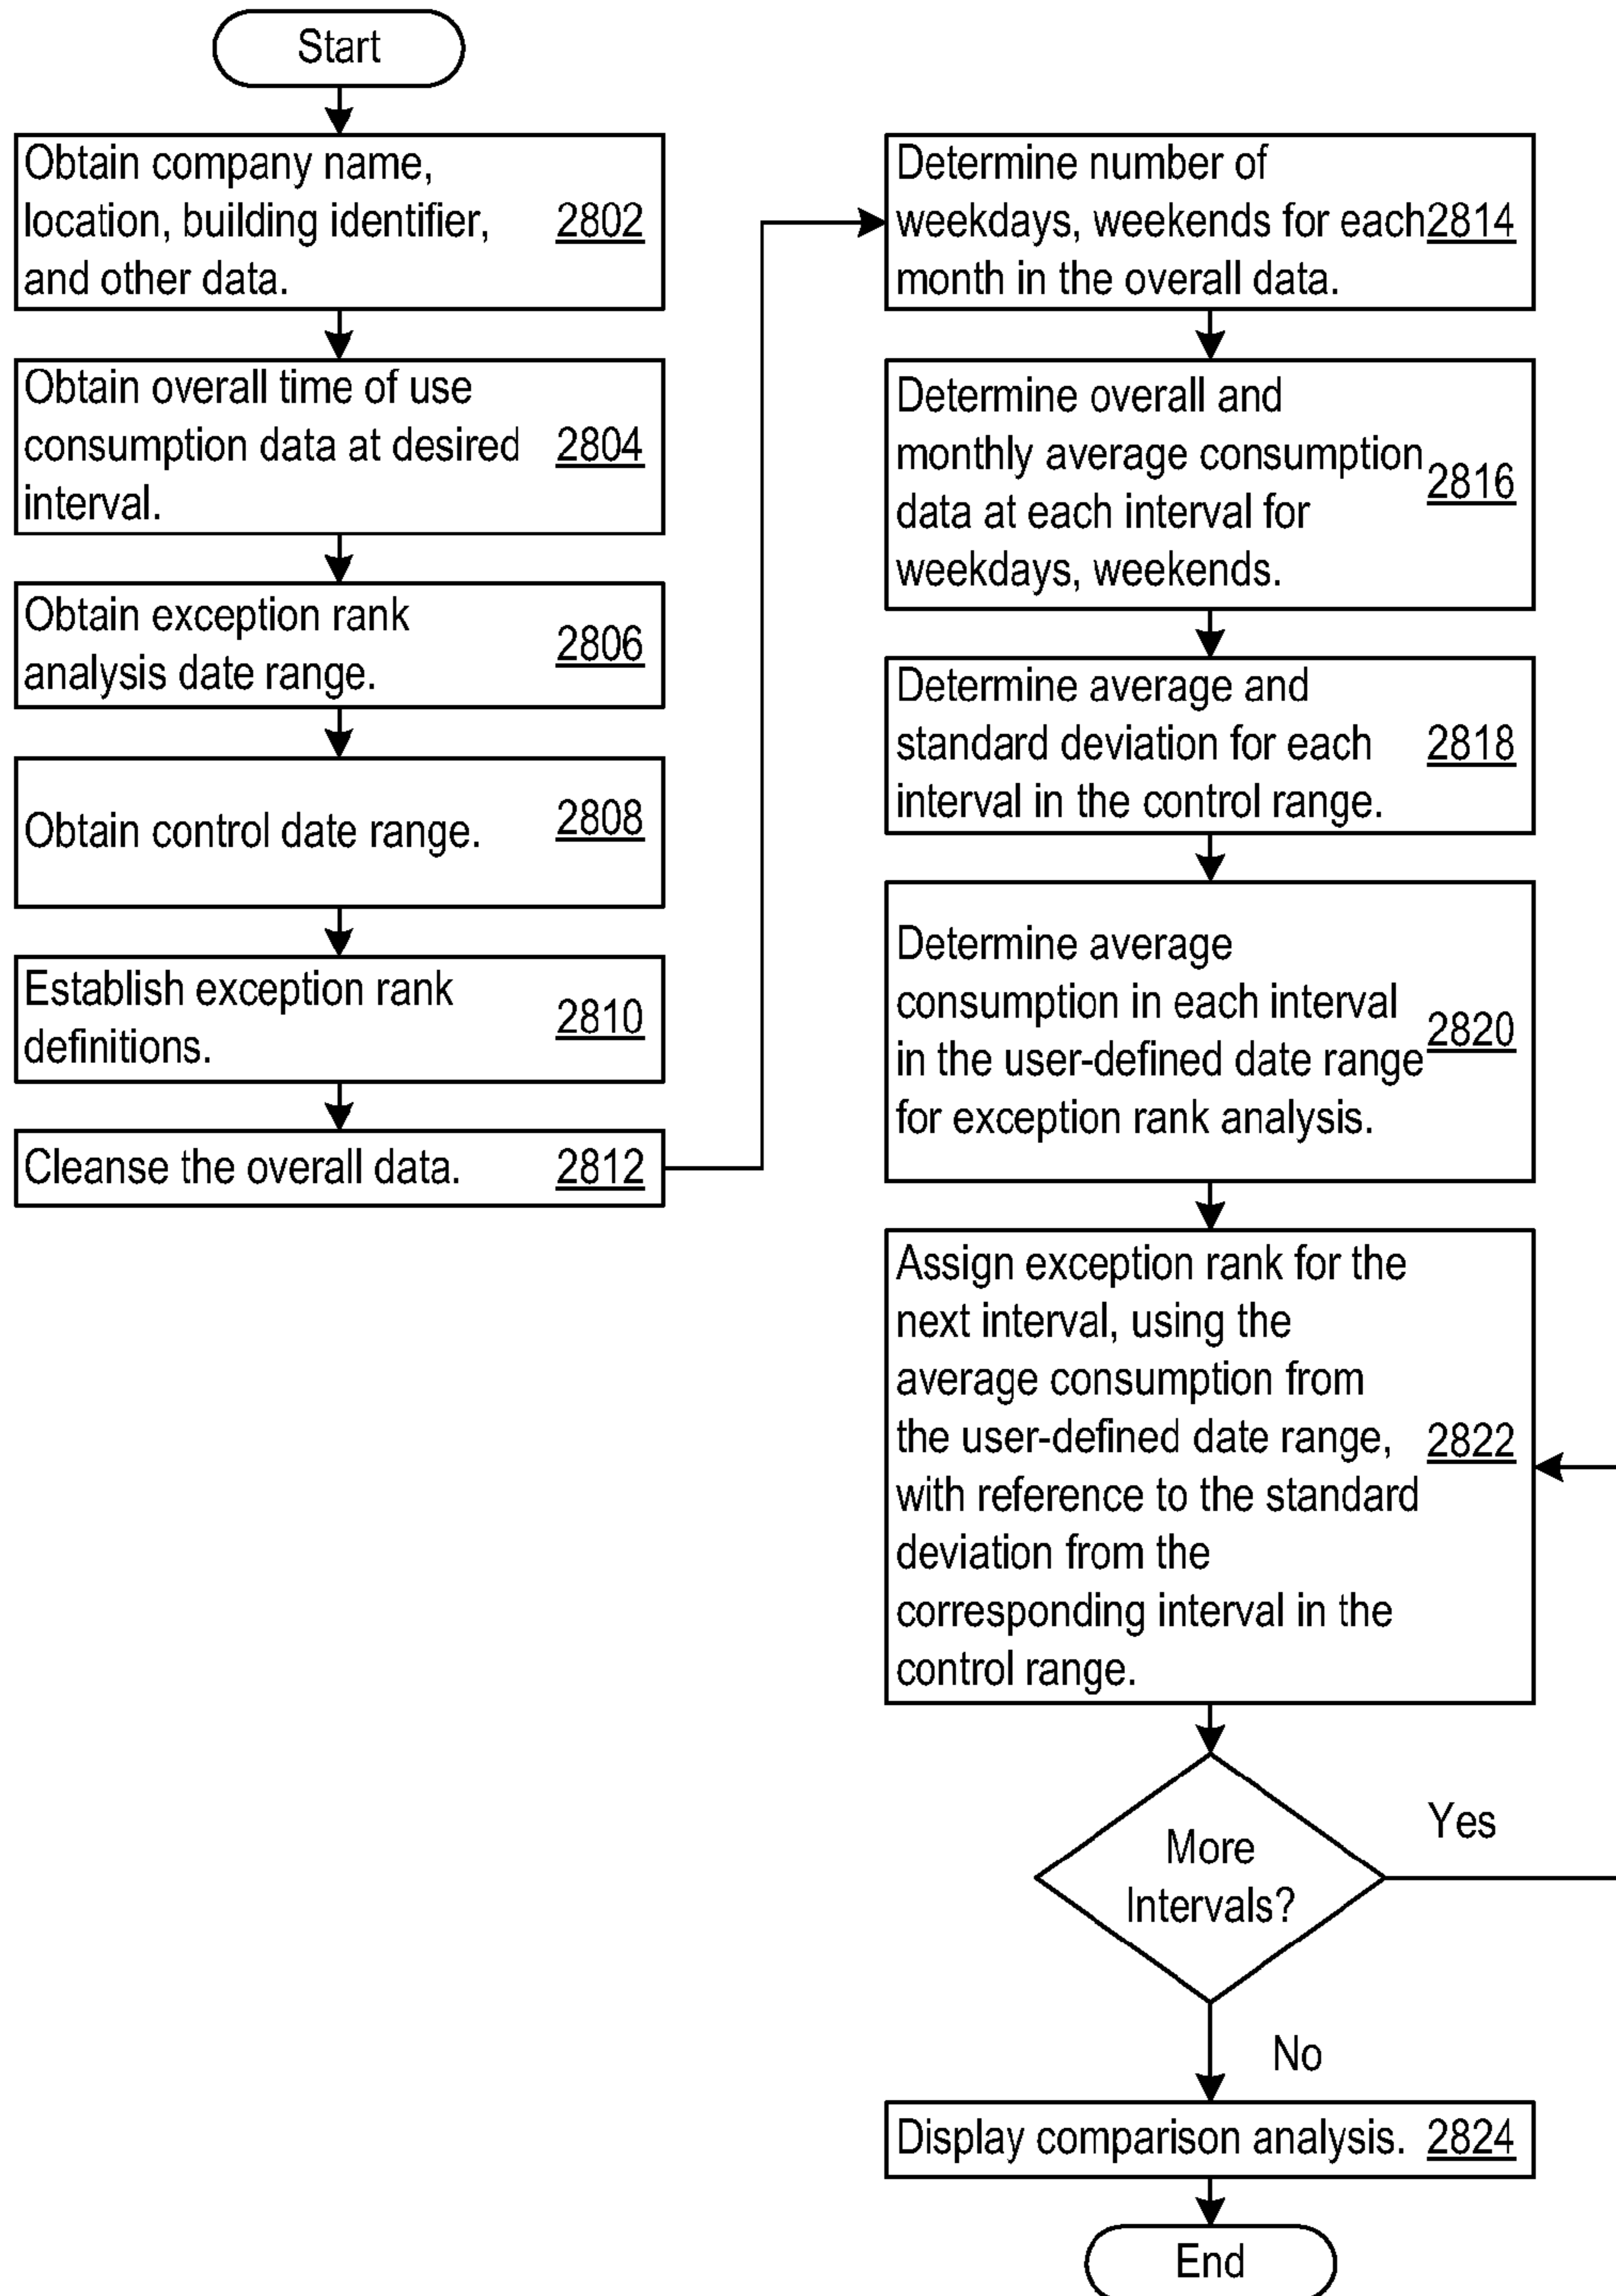 Start
Obtain company name,
location, building identifier,
and other data.
2802
Obtain overall time of use
consumption data at desired
interval.
2804
Obtain exception rank
analysis date range.
2806
Obtain control date range.
2808
Establish exception rank
definitions.
2810
Cleanse the overall data.
2812
Determine number of
weekdays, weekends for each
month in the overall data.
2814
Determine overall and
monthly average consumption
data at each interval for
weekdays, weekends.
2816
Determine average and
standard deviation for each
interval in the control range.
2818
Determine average
consumption in each interval
in the user-defined date range
for exception rank analysis.
2820
Assign exception rank for the
next interval, using the
average consumption from
the user-defined date range,
with reference to the standard
deviation from the
corresponding interval in the
control range.
2822
More
Intervals?
Yes
No
Display comparison analysis.
2824
End